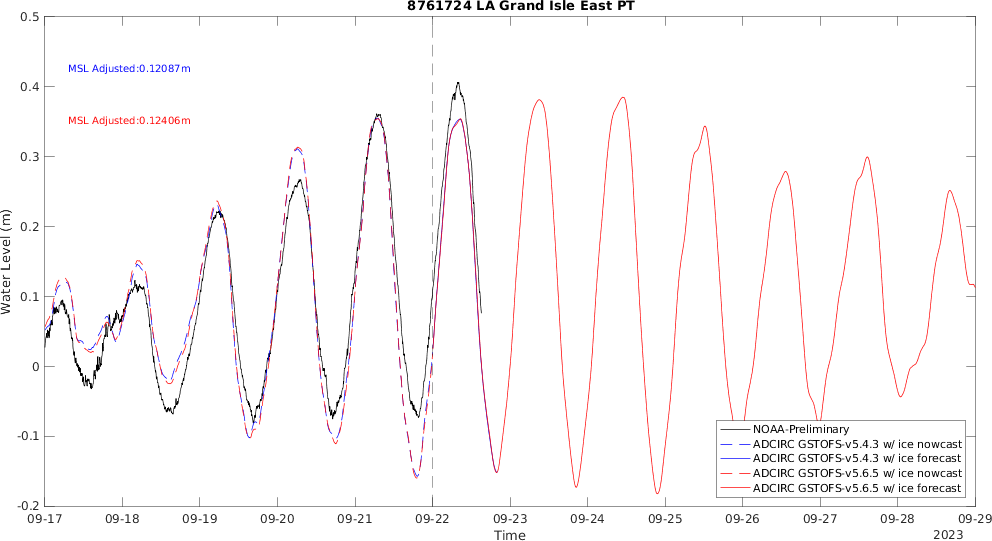 8761724 LA Grand Isle East PT
Water Level (m)
0.5
0.4
0.3
0.2
0.1
0
-0.1
-0.2
MSL Adjusted:0.12087m
MSL Adjusted:0.12406m
NOAA-Preliminary
ADCIRC GSTOFS-v5.4.3 w/ ice nowcast
ADCIRC GSTOFS-v5.4.3 w/ ice forecast
ADCIRC GSTOFS-v5.6.5 w/ ice nowcast
ADCIRC GSTOFS-v5.6.5 w/ ice forecast
09-17 09-18 09-19 09-20 09-21 09-22 09-23 09-24 09-25 09-26 09-27 09-28 09-29
Time
2023